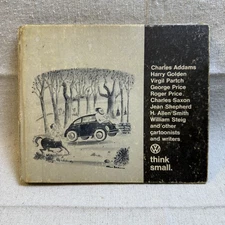 Charles Addams
Harry Golden
Virgil Partch
George Price
Roger Price
Charles Saxon
Jean Shepherd
H. Allen Smith
William Steig
and other
cartoonists
and writers
think
small.